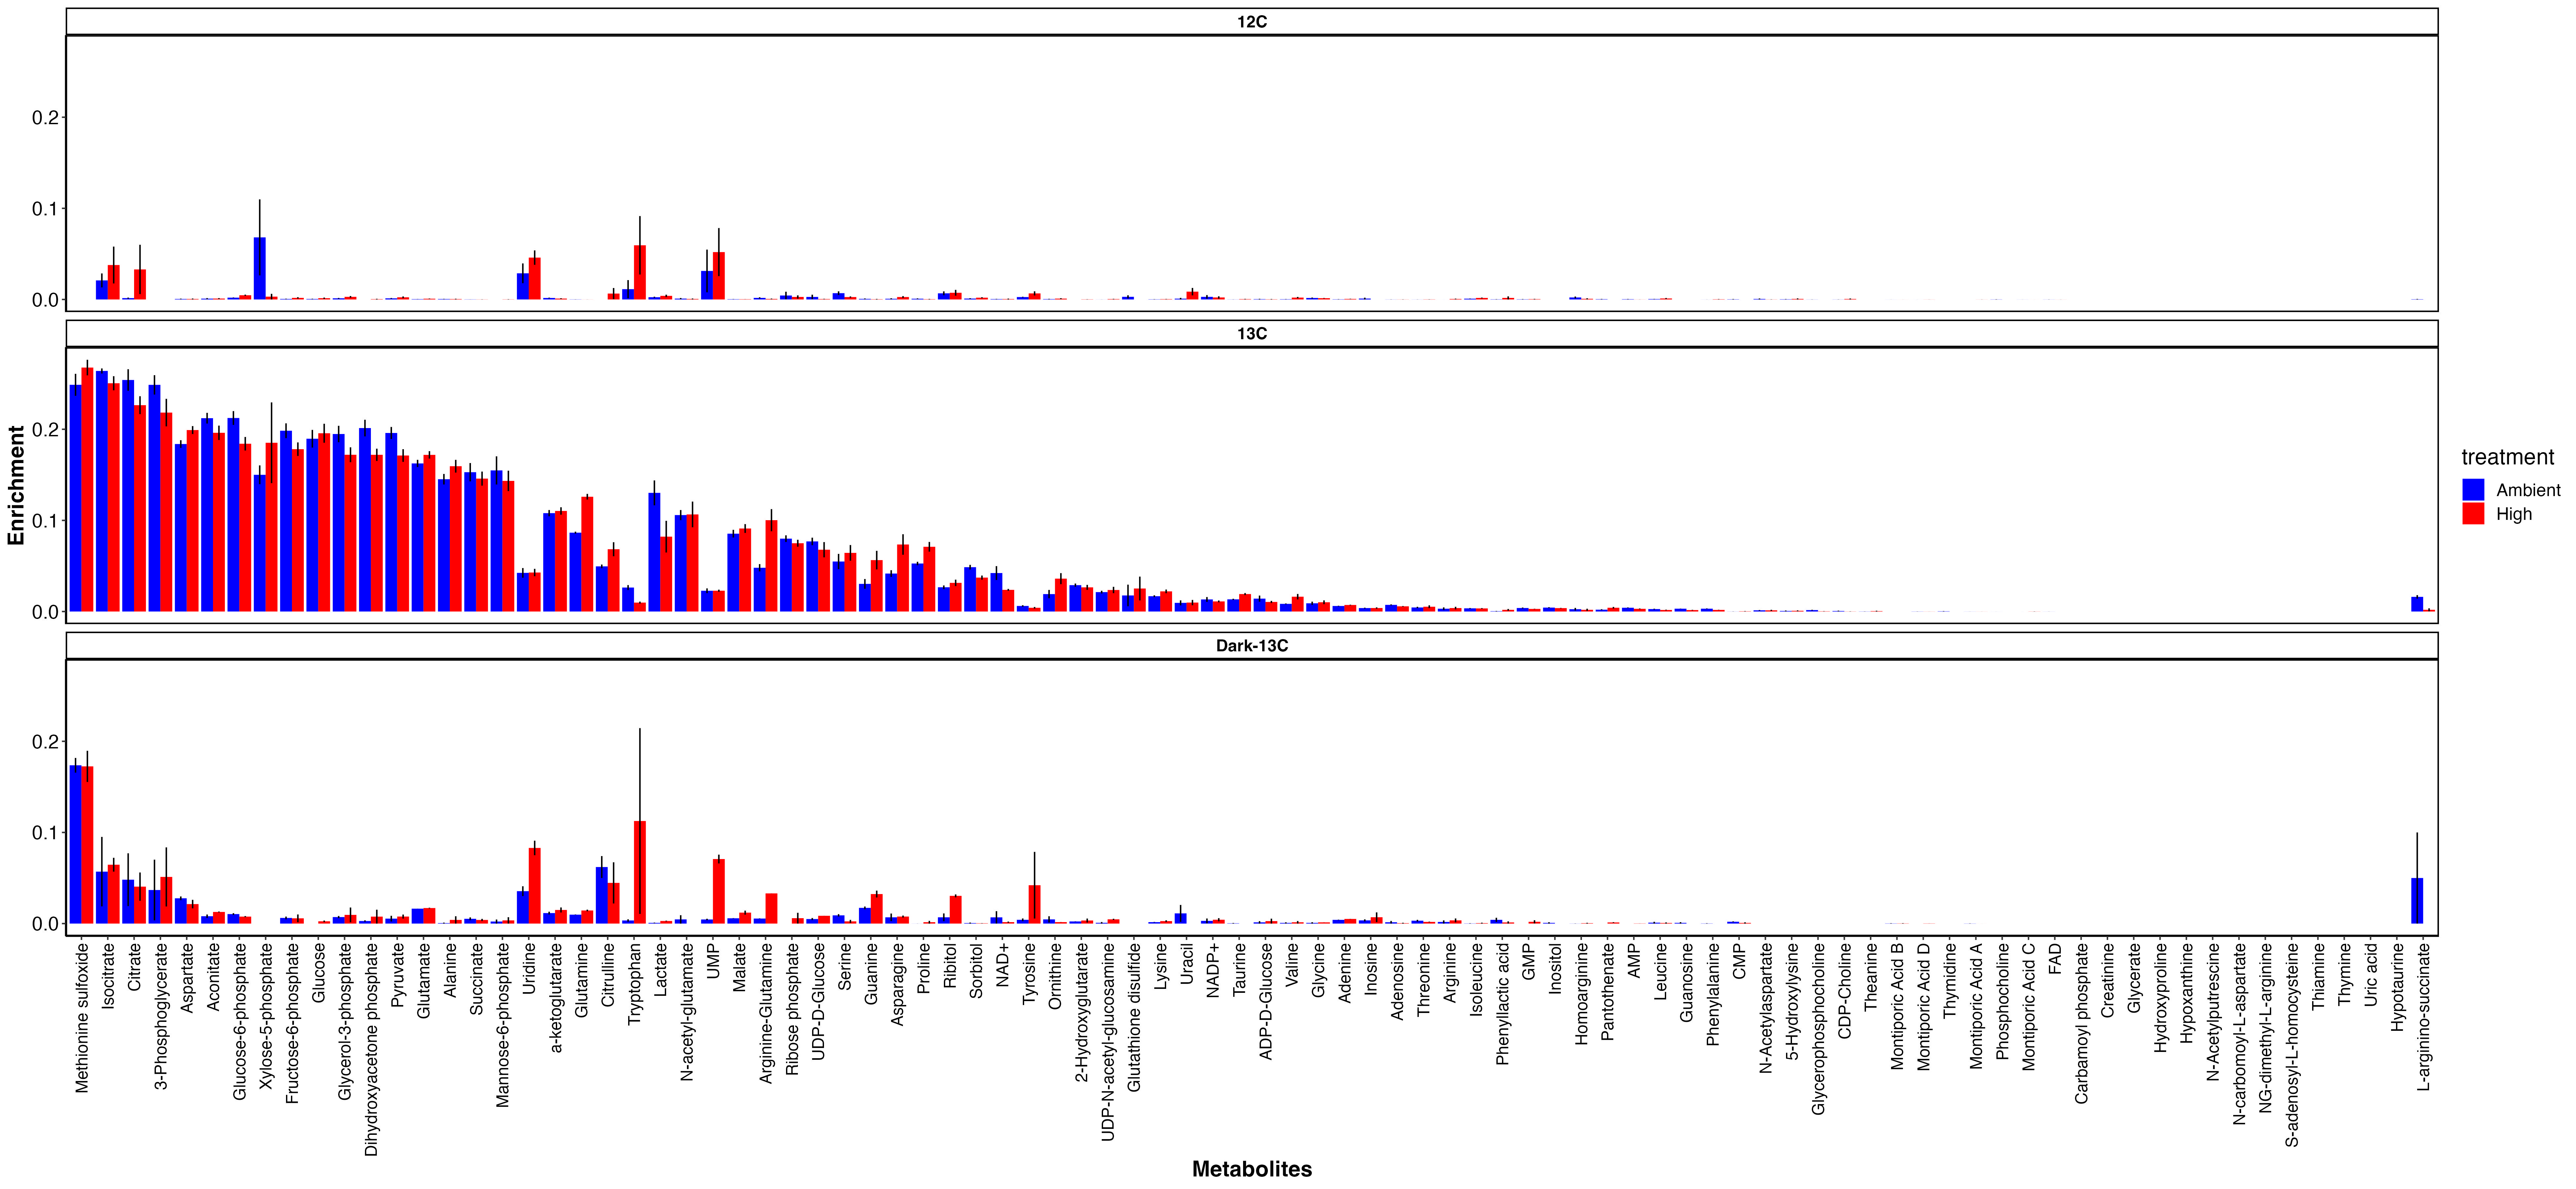 12C
0.2
0.1
0.0
13C
0.2
0.1
0.0
Dark-13C
0.2
0.1
0.0
Enrichment
treatment
Ambient
High
Methionine sulfoxide
Isocitrate
Citrate
3-Phosphoglycerate
Aspartate
Aconitate
Glucose-6-phosphate
Xylose-5-phosphate
Fructose-6-phosphate
Glucose
Glycerol-3-phosphate
Dihydroxyacetone phosphate
Pyruvate
Glutamate
Alanine
Succinate
Mannose-6-phosphate
Uridine
a-ketoglutarate
Glutamine
Citrulline
Tryptophan
Lactate
N-acetyl-glutamate
UMP
Malate
Arginine-Glutamine
Ribose phosphate
UDP-D-Glucose
Serine
Guanine
Asparagine
Proline
Ribitol
Sorbitol
NAD+
Tyrosine
Ornithine
2-Hydroxyglutarate
UDP-N-acetyl-glucosamine
Glutathione disulfide
Lysine
Uracil
NADP+
Taurine
ADP-D-Glucose
Valine
Glycine
Adenine
Inosine
Adenosine
Threonine
Arginine
Isoleucine
Phenyllactic acid
GMP
Inositol
Homoarginine
Pantothenate
AMP
Leucine
Guanosine
Phenylalanine
CMP
N-Acetylaspartate
5-Hydroxylysine
Glycerophosphocholine
CDP-Choline
Theanine
Montiporic Acid B
Montiporic Acid D
Thymidine
Montiporic Acid A
Phosphocholine
Montiporic Acid C
FAD
Carbamoyl phosphate
Creatinine
Glycerate
Hydroxyproline
Hypoxanthine
N-Acetylputrescine
N-carbomoyl-L-aspartate
NG-dimethyl-L-arginine
S-adenosyl-L-homocysteine
Thiamine
Thymine
Uric acid
Hypotaurine
L-arginino-succinate
Metabolites